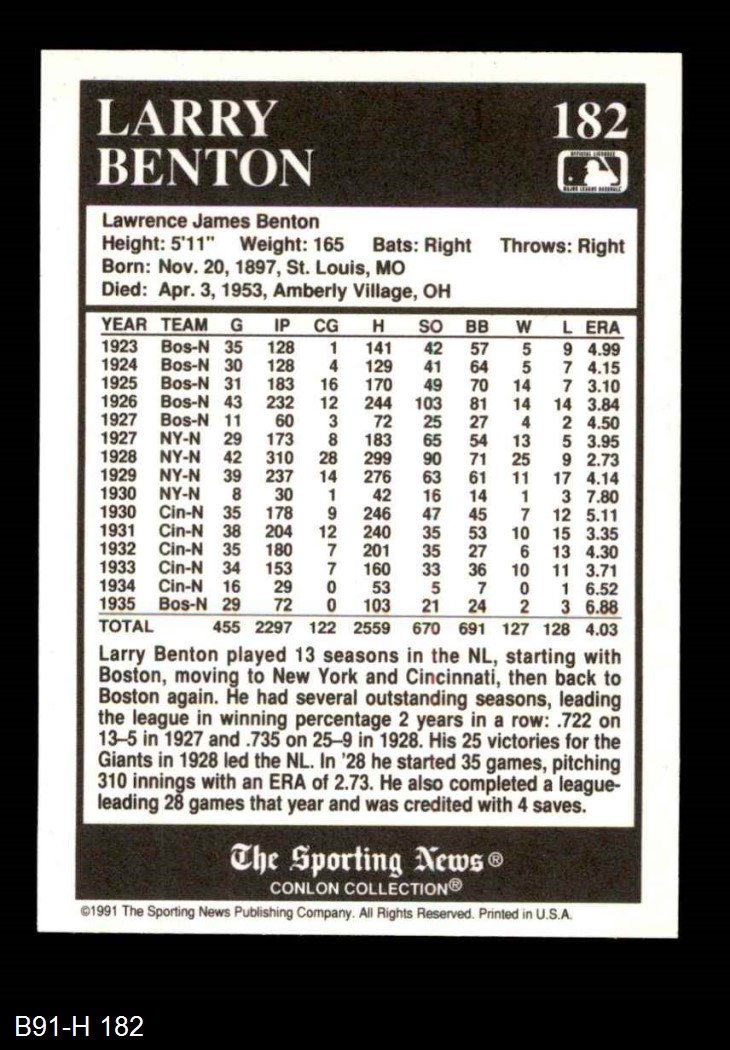 LARRY
BENTON
182
OFFICIAL LICENSEE
MAJOR LEAGUE BASEBALL
Lawrence James Benton
Height: 5'11" Weight: 165 Bats: Right Throws: Right
Born: Nov. 20, 1897, St. Louis, MO
Died: Apr. 3, 1953, Amberly Village, OH
YEAR TEAM G IP CG H SO BB W L ERA
1923 Bos-N 35 128 1 141 42 57 5 9 4.99
1924 Bos-N 30 128 4 129 41 64 5 7 4.15
1925 Bos-N 31 183 16 170 49 70 14 7 3.10
1926 Bos-N 43 232 12 244 103 81 14 14 3.84
1927 Bos-N 11 60 3 72 25 27 4 2 4.50
1927 NY-N 29 173 8 183 65 54 13 5 3.95
1928 NY-N 42 310 28 299 90 71 25 9 2.73
1929 NY-N 39 237 14 276 63 61 11 17 4.14
1930 NY-N 8 30 1 42 16 14 1 3 7.80
1930 Cin-N 35 178 9 246 47 45 7 12 5.11
1931 Cin-N 38 204 12 240 35 53 10 15 3.35
1932 Cin-N 35 180 7 201 35 27 6 13 4.30
1933 Cin-N 34 153 7 160 33 36 10 11 3.71
1934 Cin-N 16 29 0 53 5 7 0 1 6.52
1935 Bos-N 29 72 0 103 21 24 2 3 6.88
TOTAL 455 2297 122 2559 670 691 127 128 4.03
Larry Benton played 13 seasons in the NL, starting with
Boston, moving to New York and Cincinnati, then back to
Boston again. He had several outstanding seasons, leading
the league in winning percentage 2 years in a row: .722 on
13–5 in 1927 and .735 on 25–9 in 1928. His 25 victories for the
Giants in 1928 led the NL. In '28 he started 35 games, pitching
310 innings with an ERA of 2.73. He also completed a league-
leading 28 games that year and was credited with 4 saves.
The Sporting News®
CONLON COLLECTION®
©1991 The Sporting News Publishing Company. All Rights Reserved. Printed in U.S.A.
B91-H 182